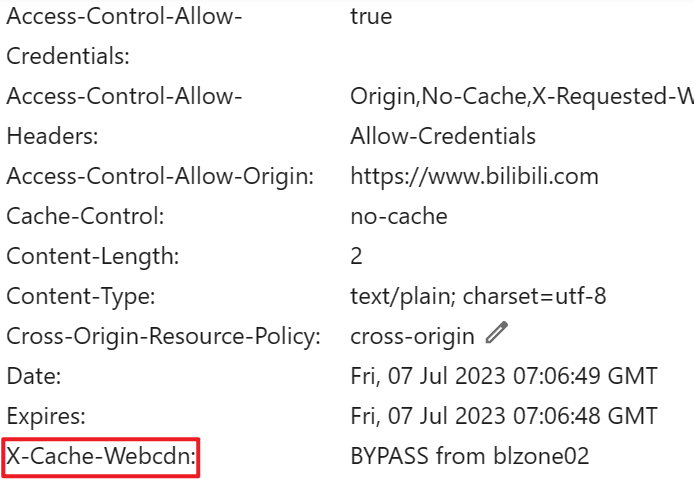 Access-Control-Allow- true
Credentials:
Access-Control-Allow- Origin,No-Cache,X-Requested-W
Headers: Allow-Credentials
Access-Control-Allow-Origin: https://www.bilibili.com
Cache-Control: no-cache
Content-Length: 2
Content-Type: text/plain; charset=utf-8
Cross-Origin-Resource-Policy: cross-origin
Date: Fri, 07 Jul 2023 07:06:49 GMT
Expires: Fri, 07 Jul 2023 07:06:48 GMT
X-Cache-Webcdn: BYPASS from blzone02